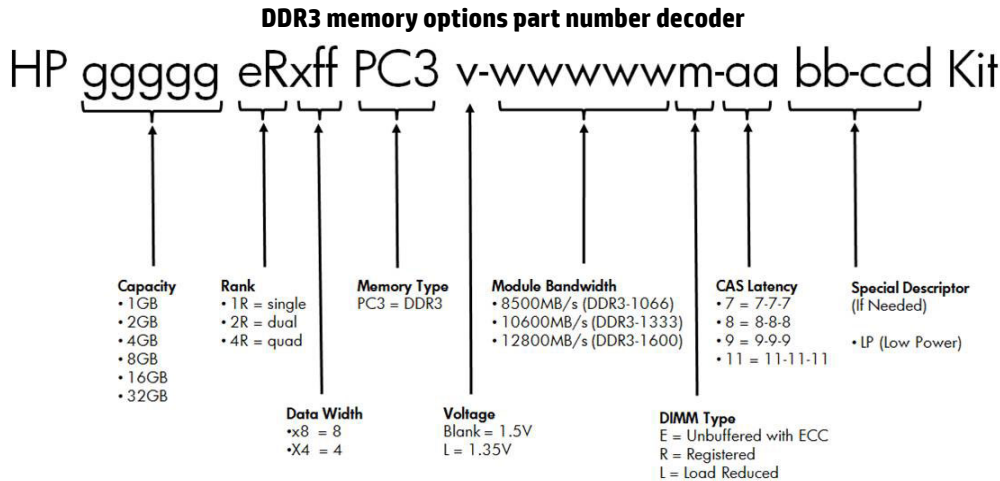 DDR3 memory options part number decoder
HP ggggg eRxff PC3 v-wwwwwm-aa bb-ccd Kit
Capacity
• 1GB
• 2GB
• 4GB
• 8GB
• 16GB
• 32GB
Rank
• 1R = single
• 2R = dual
• 4R = quad
Memory Type
PC3 = DDR3
Module Bandwidth
• 8500MB/s (DDR3-1066)
• 10600MB/s (DDR3-1333)
• 12800MB/s (DDR3-1600)
CAS Latency
• 7 = 7-7-7
• 8 = 8-8-8
• 9 = 9-9-9
• 11 = 11-11-11
Special Descriptor
(If Needed)
• LP (Low Power)
Data Width
•x8 = 8
•X4 = 4
Voltage
Blank = 1.5V
L = 1.35V
DIMM Type
E = Unbuffered with ECC
R = Registered
L = Load Reduced